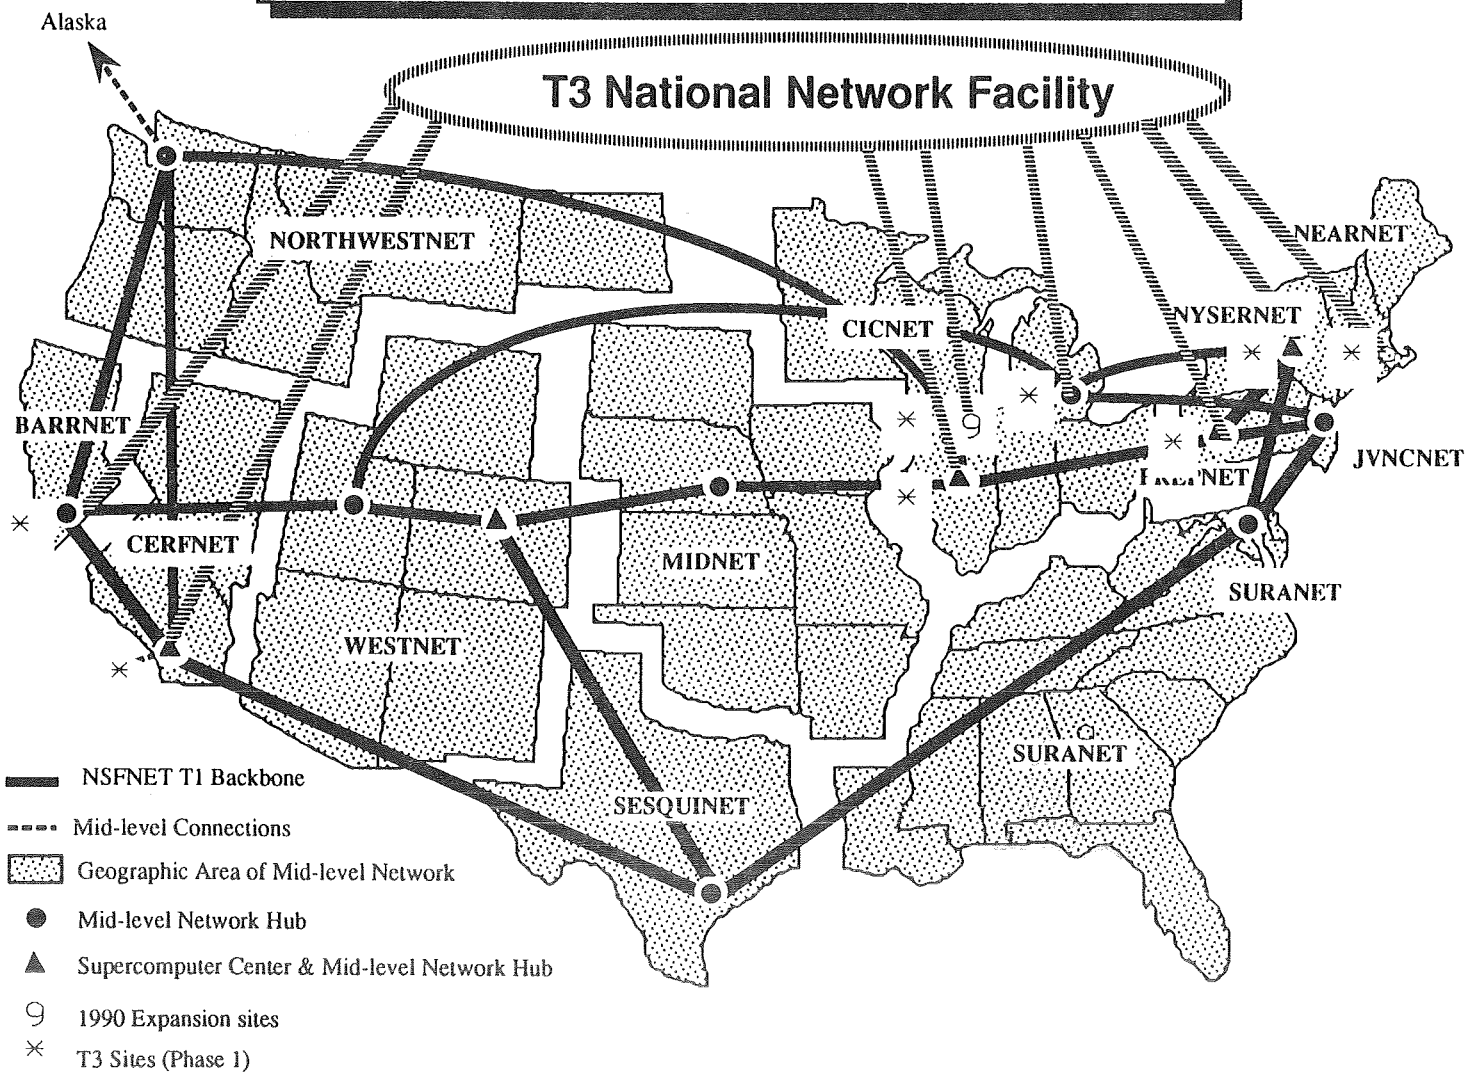 Alaska
T3 National Network Facility
NORTHWESTNET
NEARNET
NYSERNET
CICNET
BARRNET
JVNCNET
CERFNET
MIDNET
SURANET
WESTNET
SURANET
SESQUINET
NSFNET T1 Backbone
Mid-level Connections
Geographic Area of Mid-level Network
Mid-level Network Hub
Supercomputer Center & Mid-level Network Hub
1990 Expansion sites
T3 Sites (Phase 1)